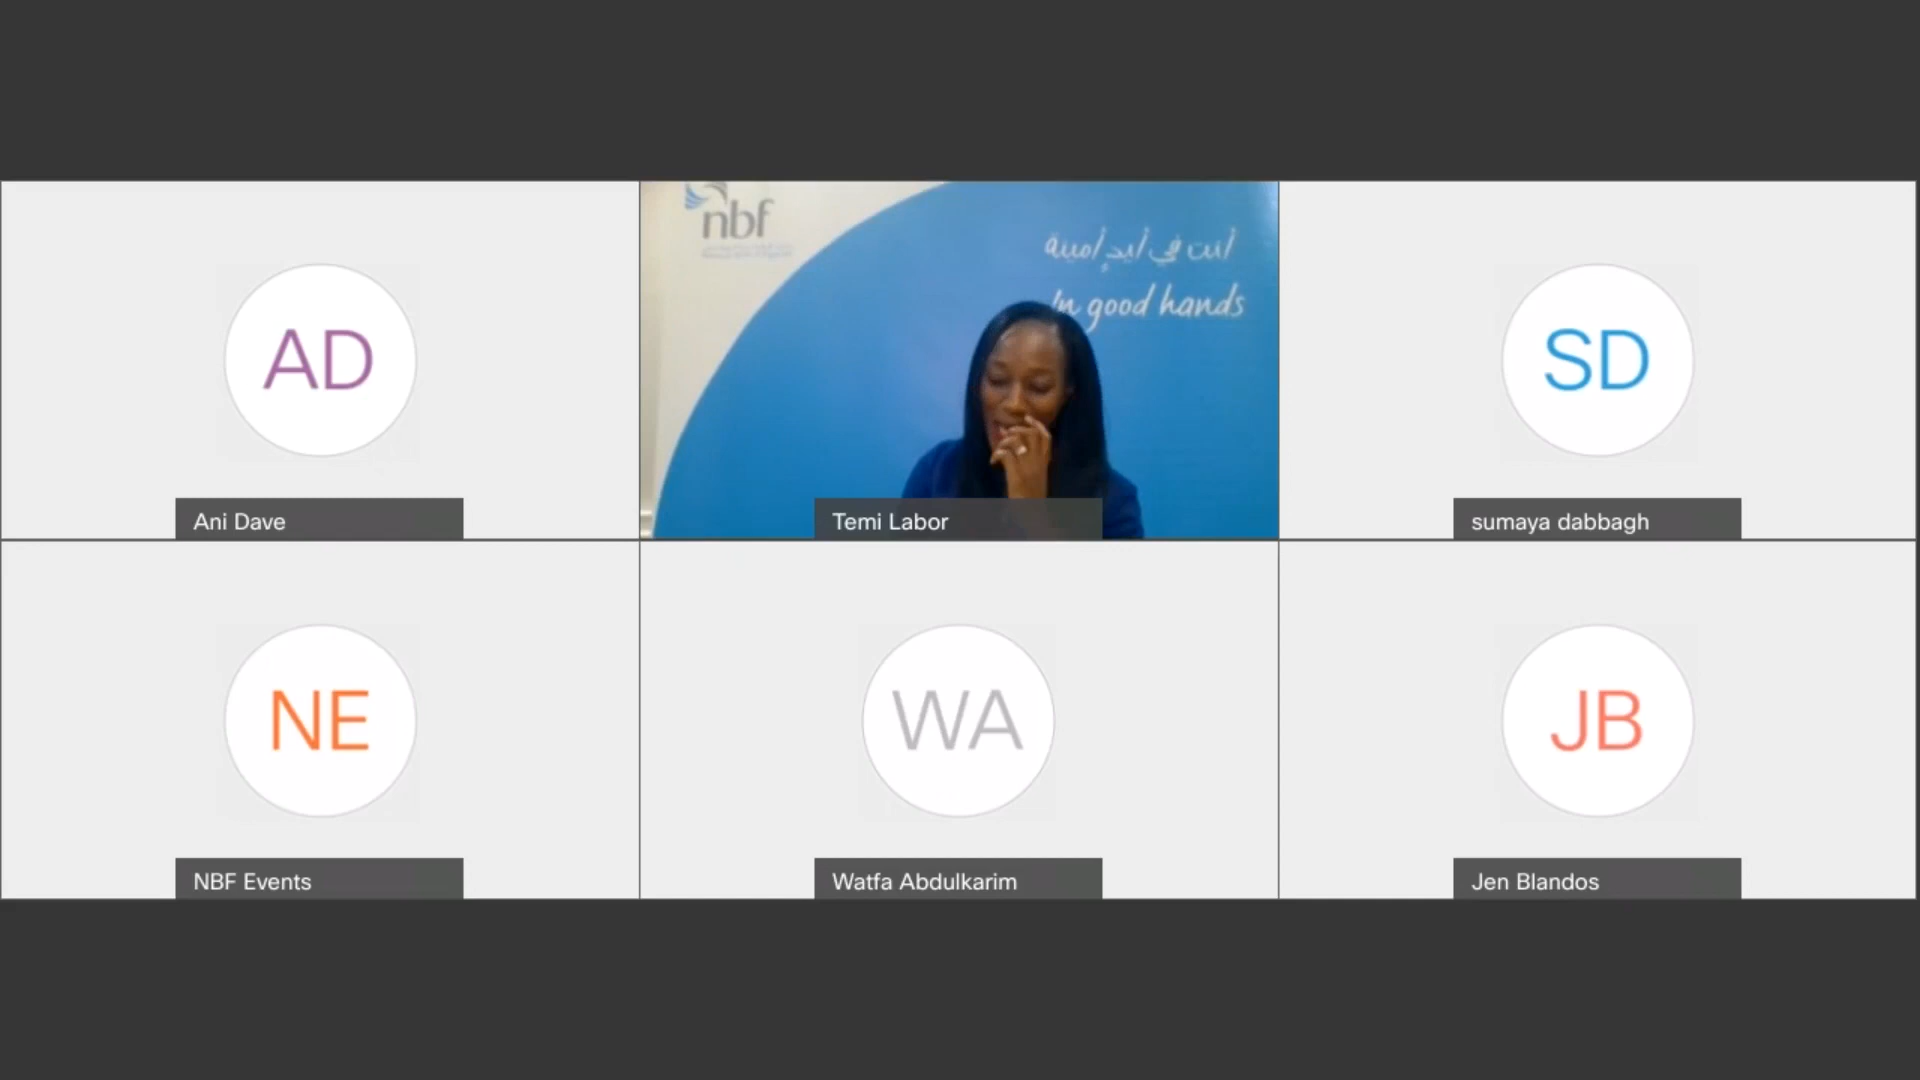 AD
Ani Dave
nbf
أنت في أيدٍ أمينة
In good hands
Temi Labor
SD
sumaya dabbagh
NE
NBF Events
WA
Watfa Abdulkarim
JB
Jen Blandos